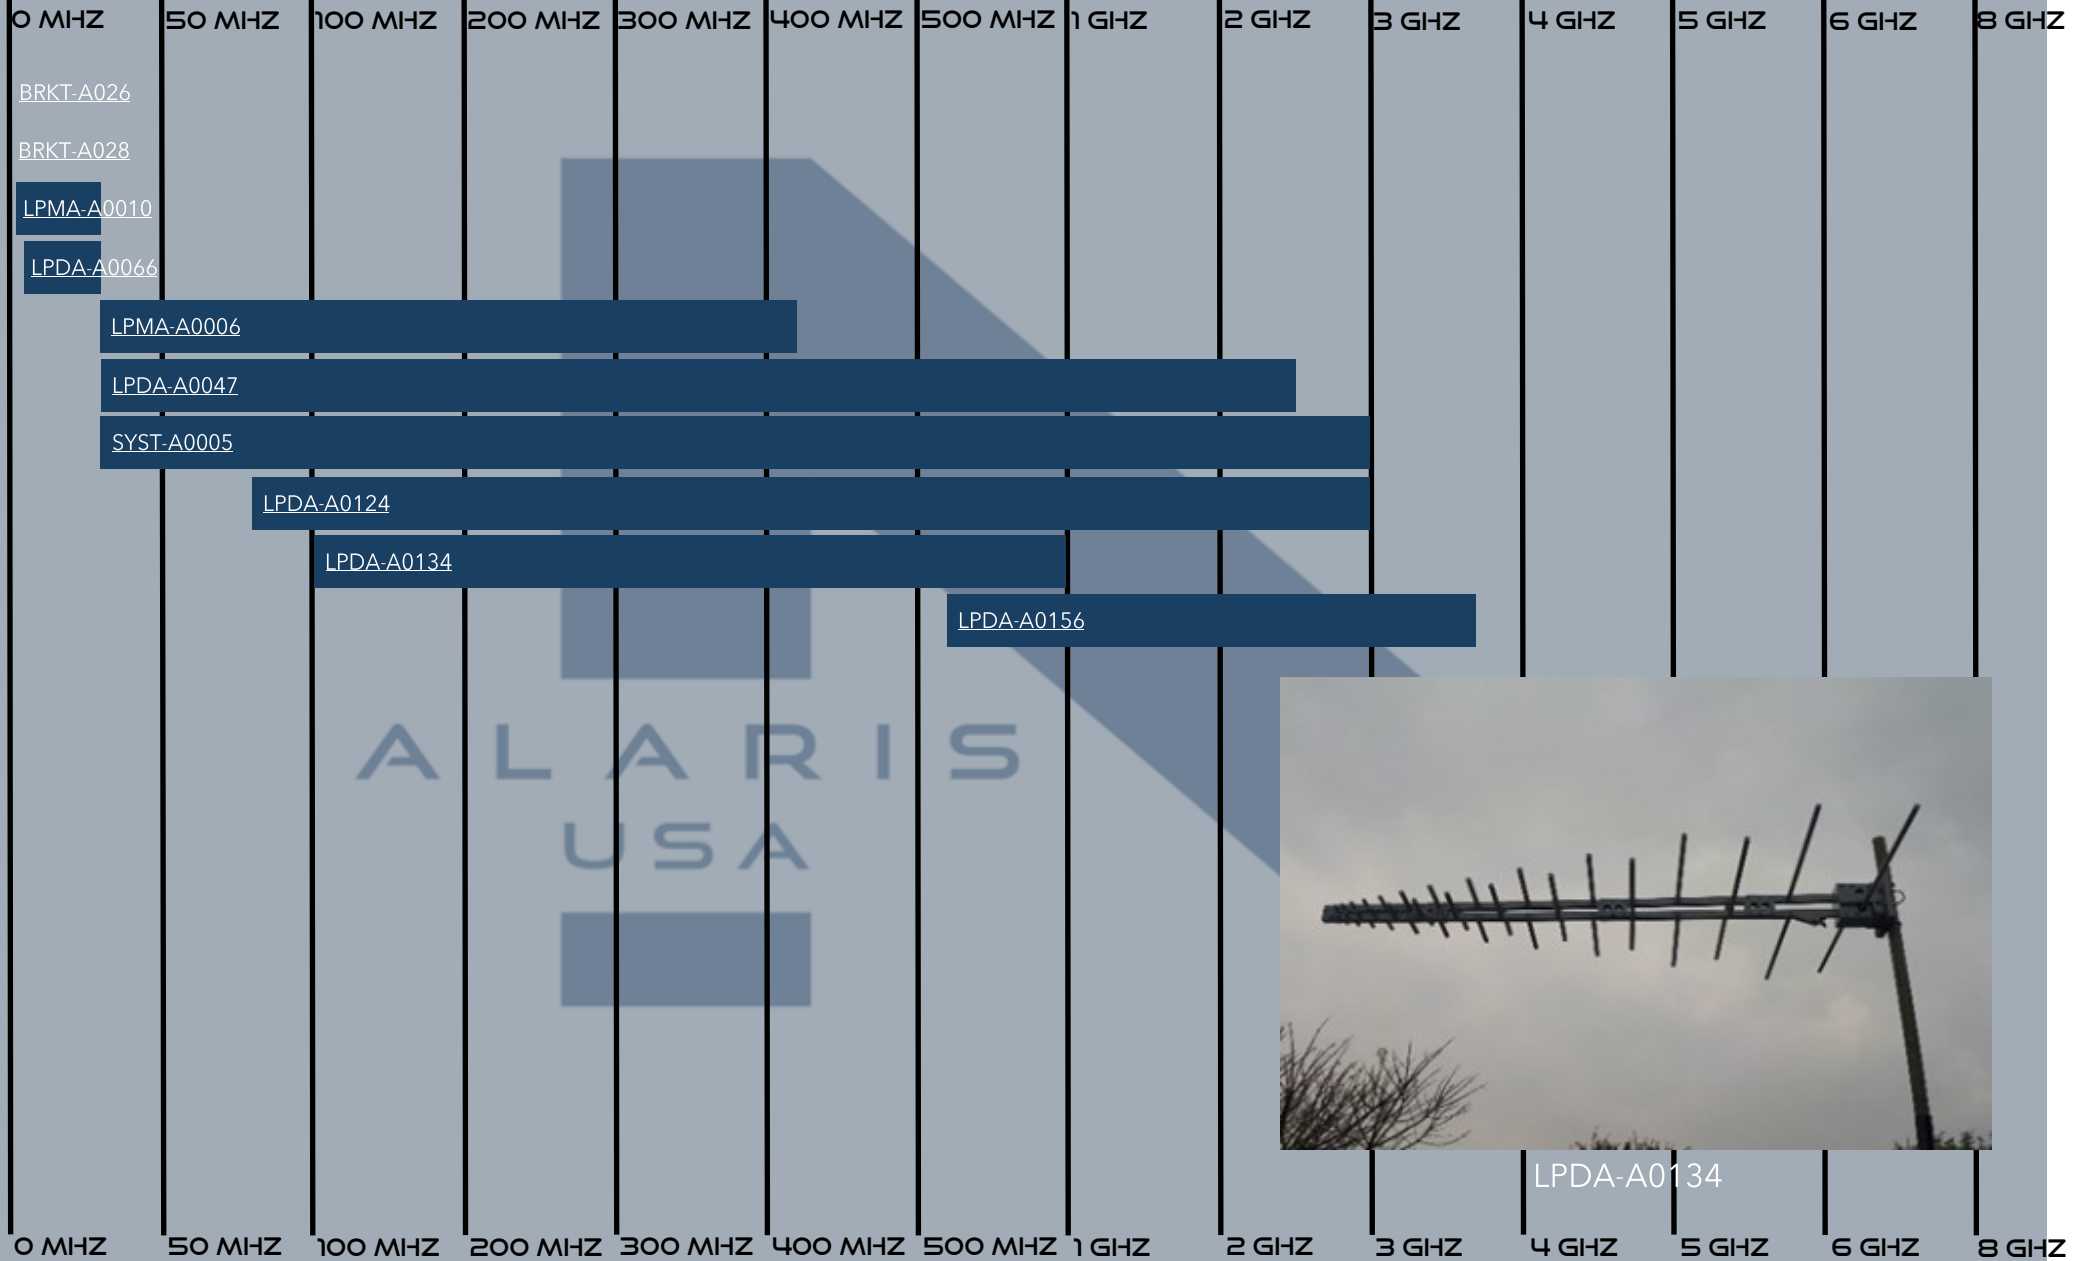 0 MHZ 50 MHZ 100 MHZ 200 MHZ 300 MHZ 400 MHZ 500 MHZ 1 GHZ 2 GHZ 3 GHZ 4 GHZ 5 GHZ 6 GHZ 8 GHZ
BRKT-A026
BRKT-A028
LPMA-A0010
LPDA-A0066
LPMA-A0006
LPDA-A0047
SYST-A0005
LPDA-A0124
LPDA-A0134
LPDA-A0156
ALARIS
USA
LPDA-A0134
0 MHZ 50 MHZ 100 MHZ 200 MHZ 300 MHZ 400 MHZ 500 MHZ 1 GHZ 2 GHZ 3 GHZ 4 GHZ 5 GHZ 6 GHZ 8 GHZ